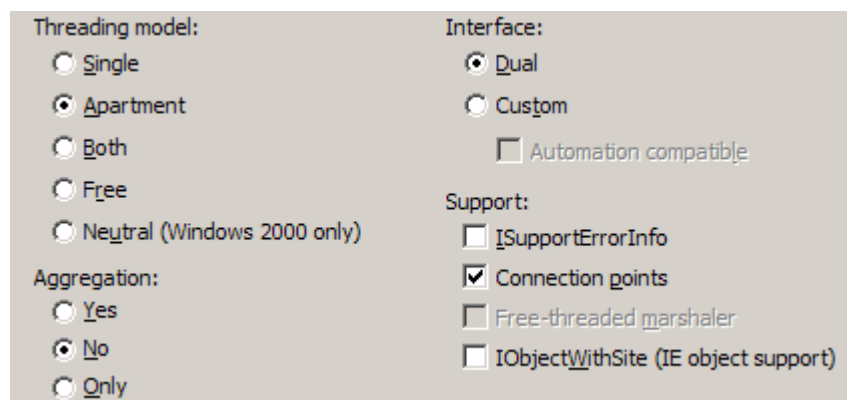 Threading model:
Single
Apartment
Both
Free
Neutral (Windows 2000 only)
Aggregation:
Yes
No
Only
Interface:
Dual
Custom
Automation compatible
Support:
ISupportErrorInfo
Connection points
Free-threaded marshaler
IObjectWithSite (IE object support)